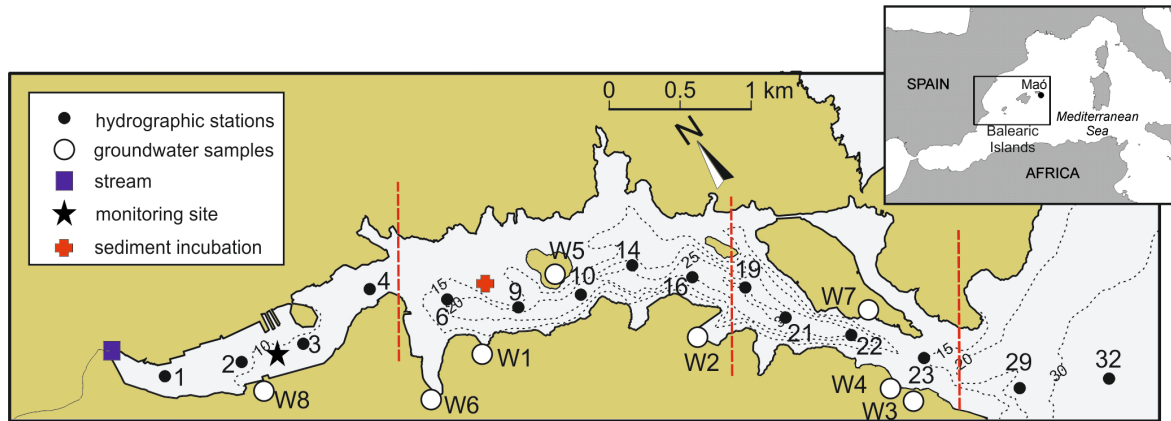 hydrographic stations
groundwater samples
stream
monitoring site
sediment incubation
0 0.5 1 km
N
SPAIN
Maó
Mediterranean
Sea
Balearic
Islands
AFRICA
1
2
10
3
W8
4
W6
15
20
6
W1
9
W5
10
14
25
16
W2
19
21
W7
22
W4
W3
23
15
20
29
30
32